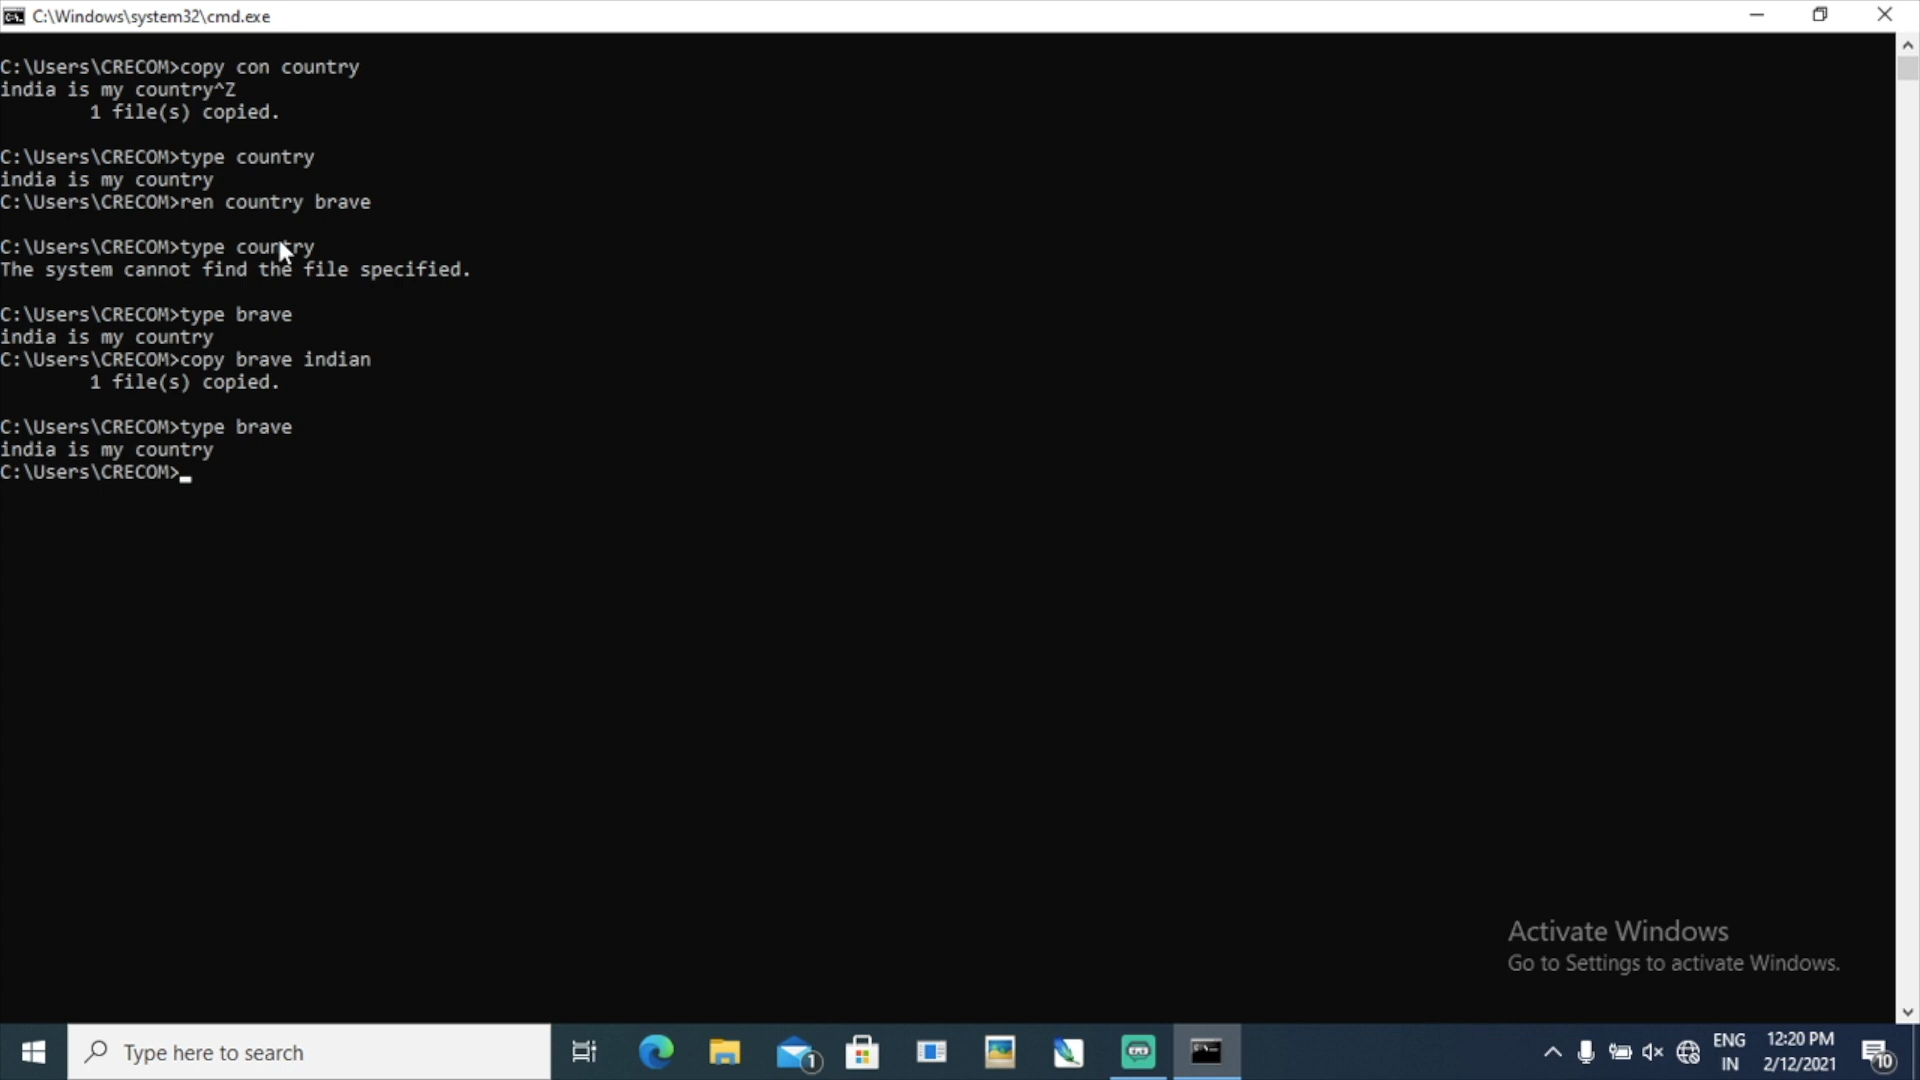 C:\Windows\system32\cmd.exe
C:\Users\CRECOM>copy con country
india is my country^Z
        1 file(s) copied.
C:\Users\CRECOM>type country
india is my country
C:\Users\CRECOM>ren country brave
C:\Users\CRECOM>type country
The system cannot find the file specified.
C:\Users\CRECOM>type brave
india is my country
C:\Users\CRECOM>copy brave indian
        1 file(s) copied.
C:\Users\CRECOM>type brave
india is my country
C:\Users\CRECOM>
Activate Windows
Go to Settings to activate Windows.
Type here to search
1
ENG
IN
12:20 PM
2/12/2021
10